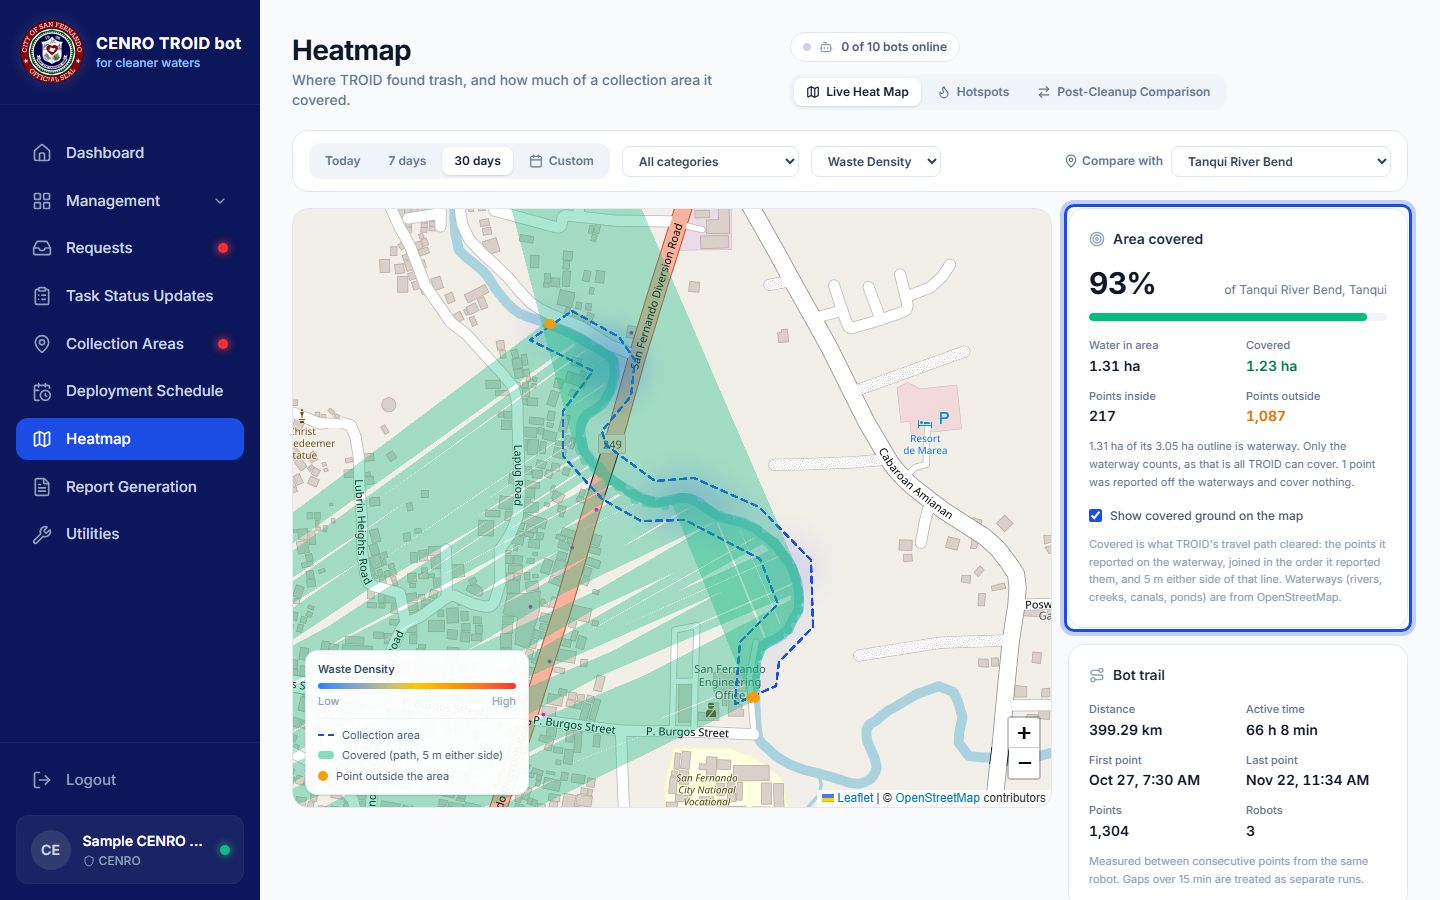 CITY OF SAN FERNANDO
OFFICIAL SEAL
CENRO TROID bot
for cleaner waters
Dashboard
Management
Requests
Task Status Updates
Collection Areas
Deployment Schedule
Heatmap
Report Generation
Utilities
Logout
CE
Sample CENRO ...
CENRO
Heatmap
Where TROID found trash, and how much of a collection area it
covered.
0 of 10 bots online
Live Heat Map
Hotspots
Post-Cleanup Comparison
Today
7 days
30 days
Custom
All categories
Waste Density
Compare with
Tanqui River Bend
San Fernando Diversion Road
249
Lapug Road
Lubrin Heights Road
Road
P
Resort
de Marea
Cabaroan Amianan
San Fernando
Engineering
Office
P. Burgos Street
P. Burgos Street
San Fernando
City National
Vocational
Waste Density
Low
High
Collection area
Covered (path, 5 m either side)
Point outside the area
+
−
Leaflet | © OpenStreetMap contributors
Area covered
93%
of Tanqui River Bend, Tanqui
Water in area
Covered
1.31 ha
1.23 ha
Points inside
Points outside
217
1,087
1.31 ha of its 3.05 ha outline is waterway. Only the
waterway counts, as that is all TROID can cover. 1 point
was reported off the waterways and cover nothing.
Show covered ground on the map
Covered is what TROID's travel path cleared: the points it
reported on the waterway, joined in the order it reported
them, and 5 m either side of that line. Waterways (rivers,
creeks, canals, ponds) are from OpenStreetMap.
Bot trail
Distance
Active time
399.29 km
66 h 8 min
First point
Last point
Oct 27, 7:30 AM
Nov 22, 11:34 AM
Points
Robots
1,304
3
Measured between consecutive points from the same
robot. Gaps over 15 min are treated as separate runs.